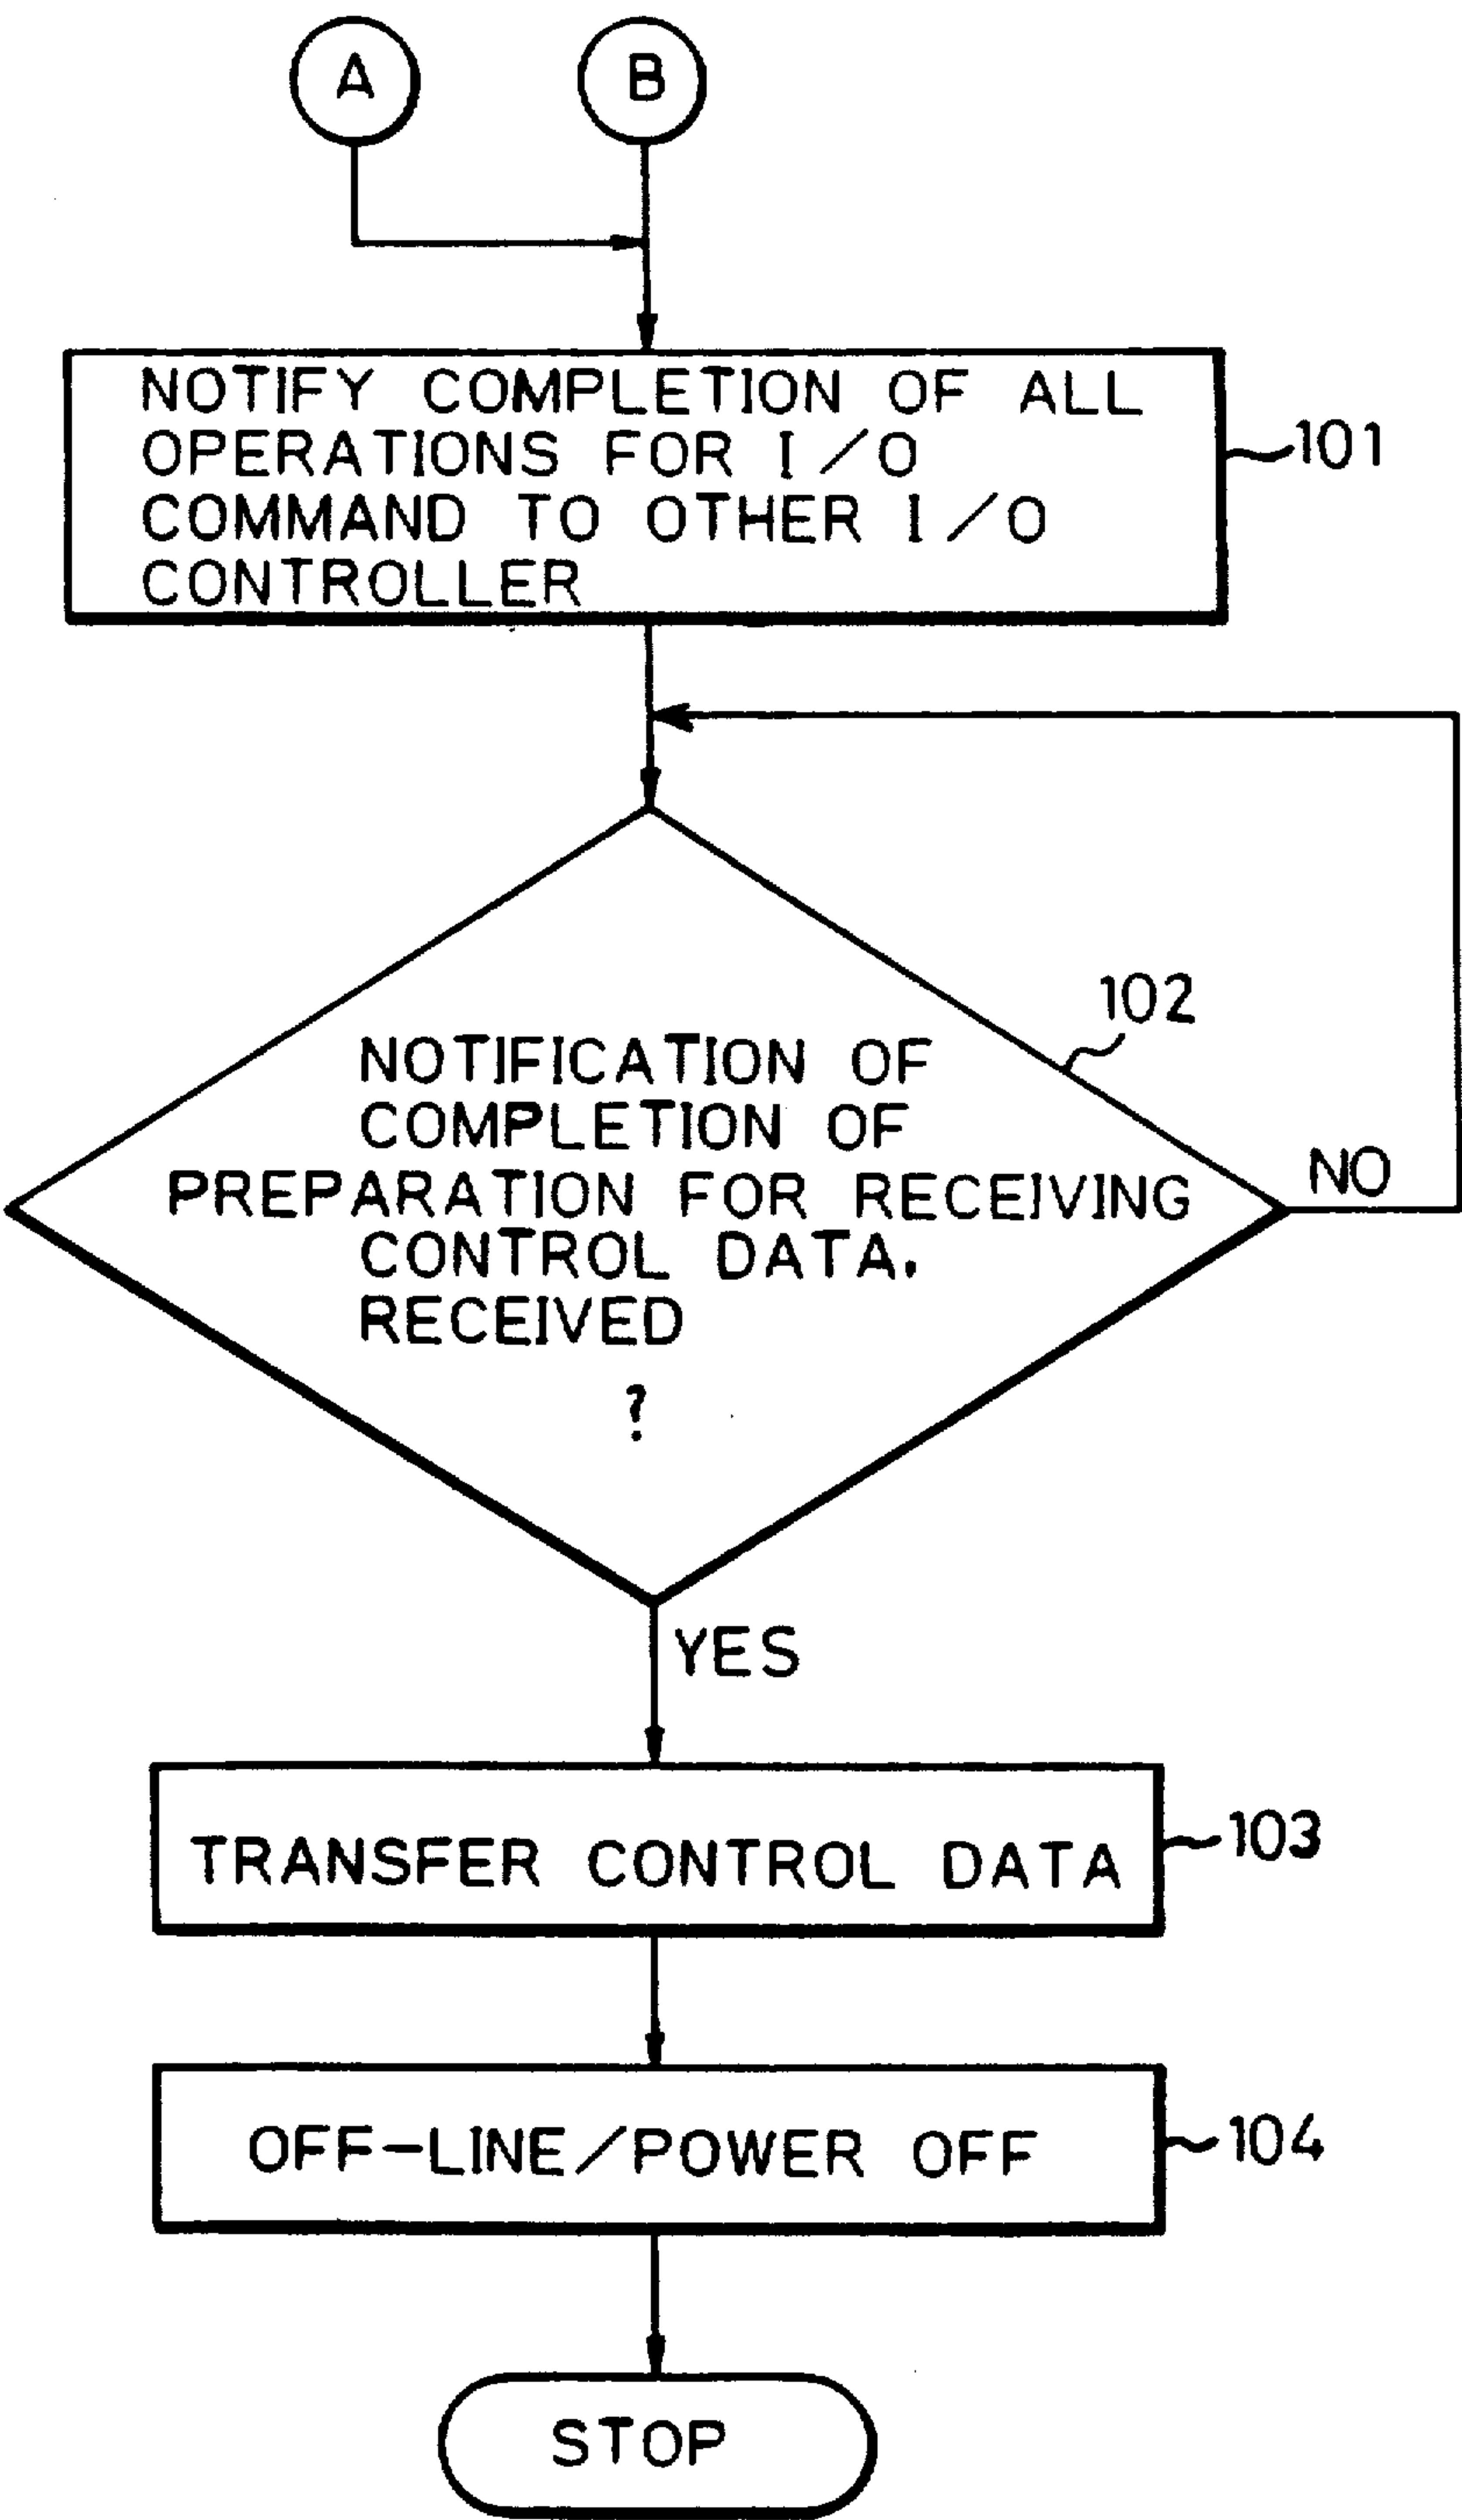 A
B
NOTIFY COMPLETION OF ALL
OPERATIONS FOR I/O
COMMAND TO OTHER I/O
CONTROLLER
101
102
NOTIFICATION OF
COMPLETION OF
PREPARATION FOR RECEIVING
CONTROL DATA,
RECEIVED
?
NO
YES
TRANSFER CONTROL DATA
103
OFF-LINE/POWER OFF
104
STOP